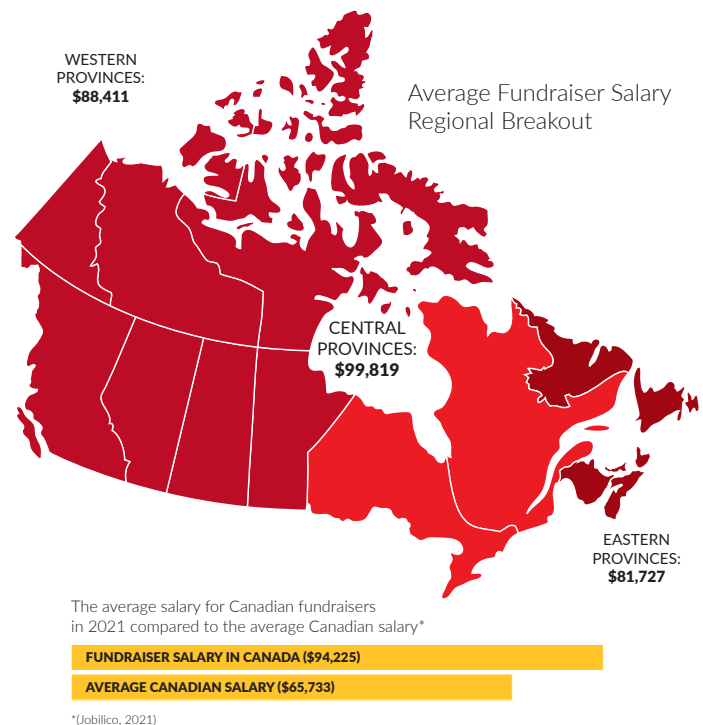 WESTERN
PROVINCES:
$88,411
Average Fundraiser Salary
Regional Breakout
CENTRAL
PROVINCES:
$99,819
EASTERN
PROVINCES:
$81,727
The average salary for Canadian fundraisers
in 2021 compared to the average Canadian salary*
FUNDRAISER SALARY IN CANADA ($94,225)
AVERAGE CANADIAN SALARY ($65,733)
*(Jobilico, 2021)